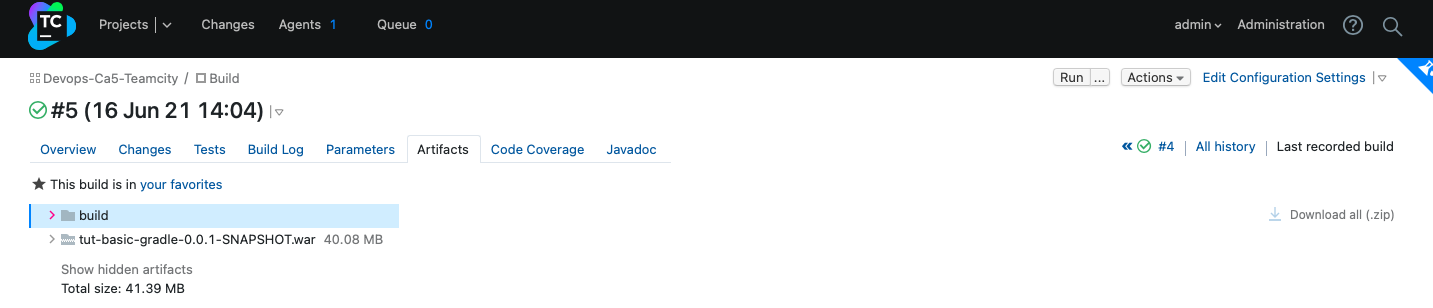 TC Projects Changes Agents 1 Queue 0 admin Administration ?
Devops-Ca5-Teamcity / Build Run ... Actions Edit Configuration Settings
#5 (16 Jun 21 14:04)
Overview Changes Tests Build Log Parameters Artifacts Code Coverage Javadoc « #4 All history Last recorded build
This build is in your favorites
build Download all (.zip)
tut-basic-gradle-0.0.1-SNAPSHOT.war 40.08 MB
Show hidden artifacts
Total size: 41.39 MB